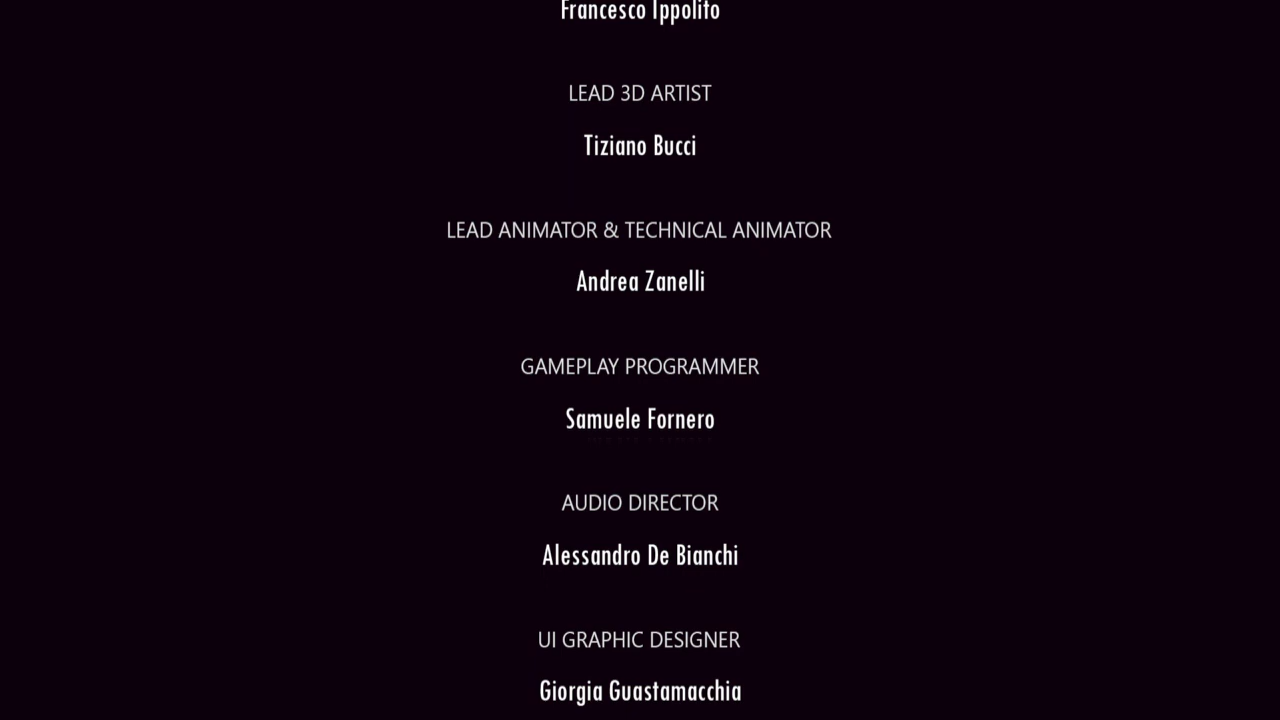 Francesco Ippolito
LEAD 3D ARTIST
Tiziano Bucci
LEAD ANIMATOR & TECHNICAL ANIMATOR
Andrea Zanelli
GAMEPLAY PROGRAMMER
Samuele Fornero
AUDIO DIRECTOR
Alessandro De Bianchi
UI GRAPHIC DESIGNER
Giorgia Guastamacchia